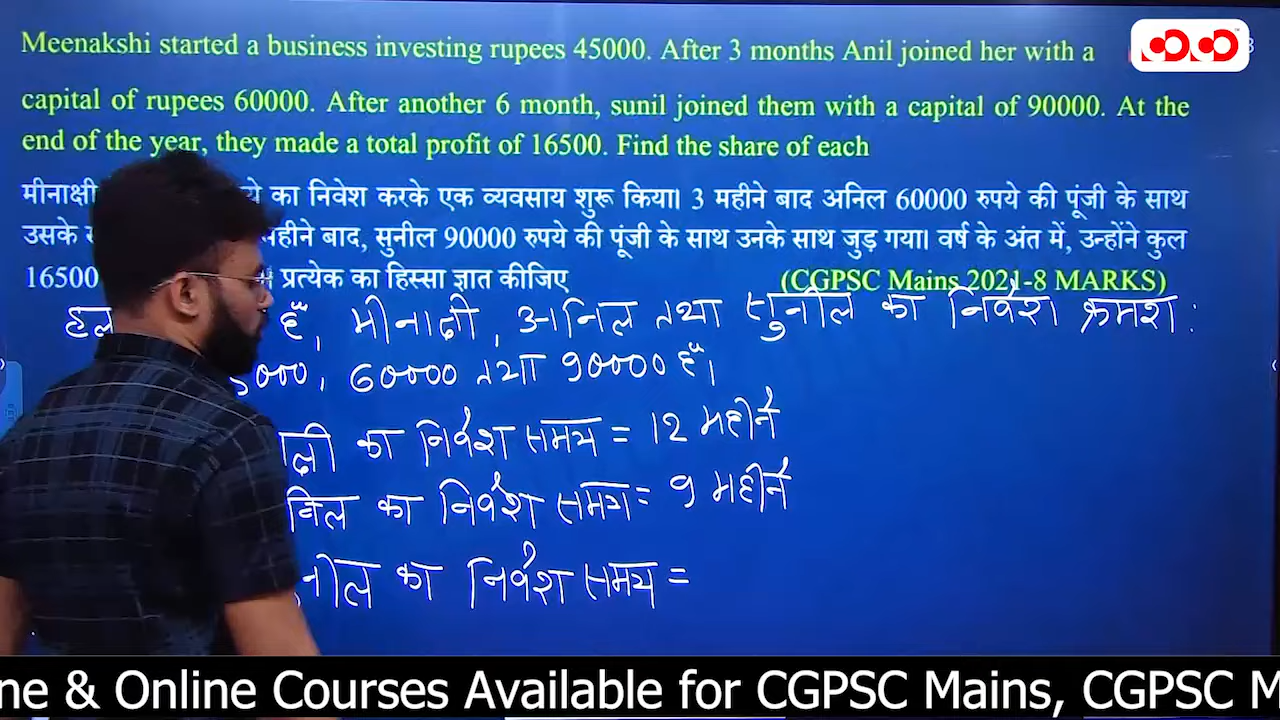 Meenakshi started a business investing rupees 45000. After 3 months Anil joined her with a
capital of rupees 60000. After another 6 month, sunil joined them with a capital of 90000. At the
end of the year, they made a total profit of 16500. Find the share of each
मीनाक्षी का निवेश करके एक व्यवसाय शुरू किया। 3 महीने बाद अनिल 60000 रुपये की पूंजी के साथ
उसके बाद, सुनील 90000 रुपये की पूंजी के साथ उनके साथ जुड़ गया। वर्ष के अंत में, उन्होंने कुल
16500 प्रत्येक का हिस्सा ज्ञात कीजिए (CGPSC Mains 2021-8 MARKS)
हल है, मीनाक्षी, अनिल तथा सुनील का निवेश क्रमश:
60000 तथा 90000 है।
का निवेश समय = 12 महीने
का निवेश समय = 9 महीने
का निवेश समय =
ne & Online Courses Available for CGPSC Mains, CGPSC M